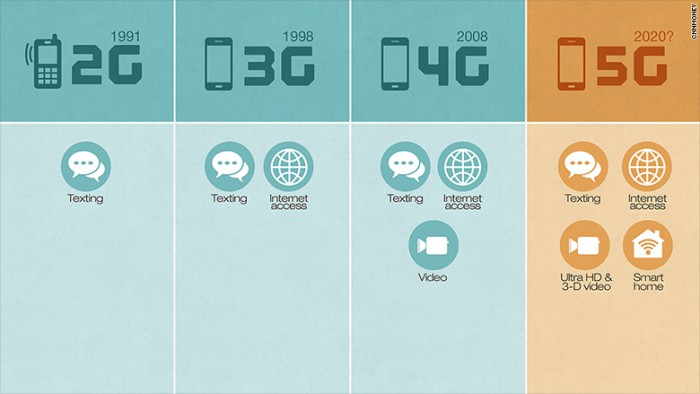 1991
2G
1998
3G
2008
4G
2020?
5G
CNNMONEY
Texting
Texting
Internet
access
Texting
Internet
access
Video
Texting
Internet
access
Ultra HD &
3-D video
Smart
home